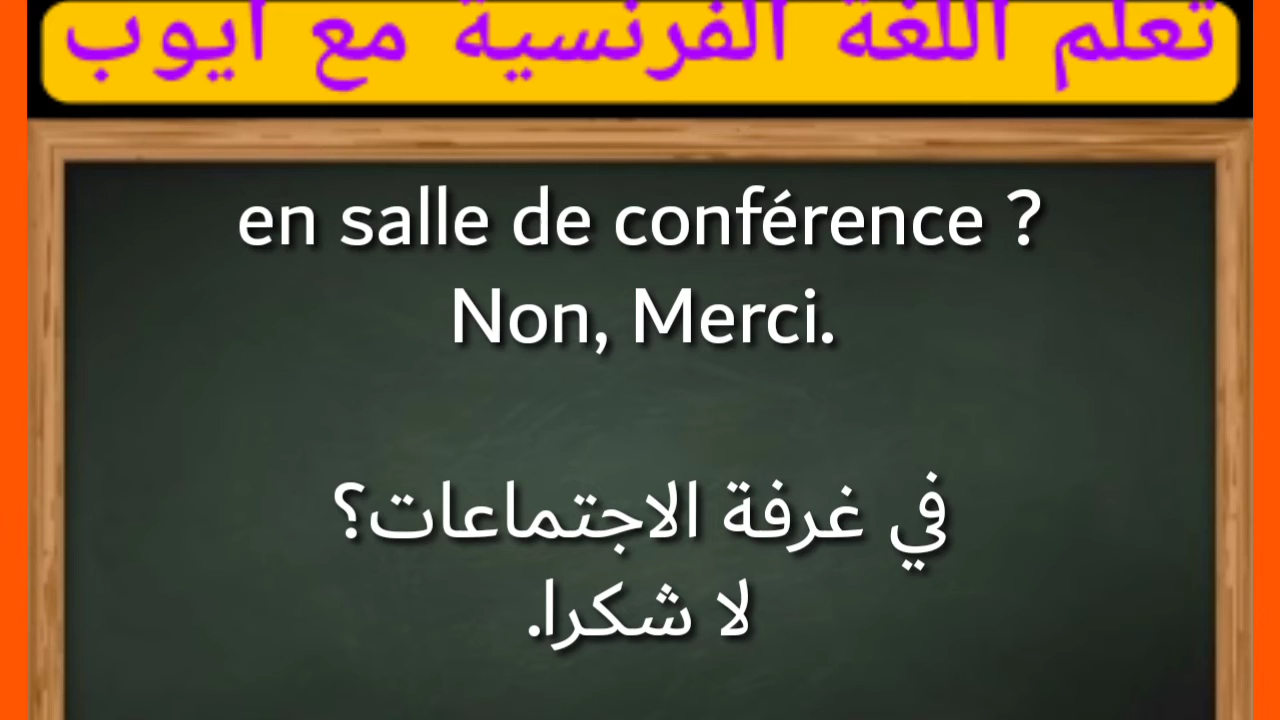 تعلم اللغة الفرنسية مع أيوب
en salle de conférence ?
Non, Merci.
في غرفة الاجتماعات؟
لا شكرا.